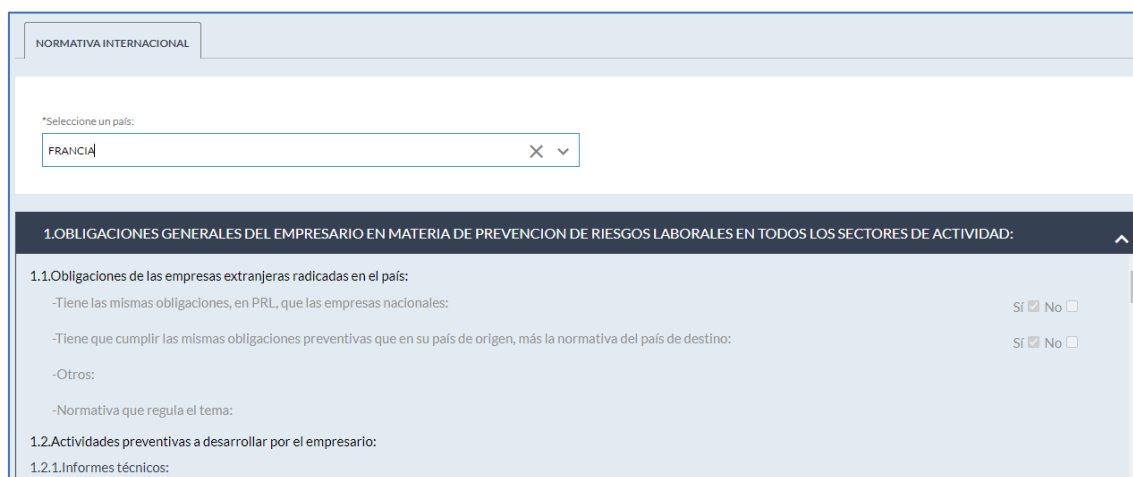 NORMATIVA INTERNACIONAL
*Seleccione un país:
FRANCIA
1.OBLIGACIONES GENERALES DEL EMPRESARIO EN MATERIA DE PREVENCION DE RIESGOS LABORALES EN TODOS LOS SECTORES DE ACTIVIDAD:
1.1.Obligaciones de las empresas extranjeras radicadas en el país:
-Tiene las mismas obligaciones, en PRL, que las empresas nacionales: Sí No
-Tiene que cumplir las mismas obligaciones preventivas que en su país de origen, más la normativa del país de destino: Sí No
-Otros:
-Normativa que regula el tema:
1.2.Actividades preventivas a desarrollar por el empresario:
1.2.1.Informes técnicos: